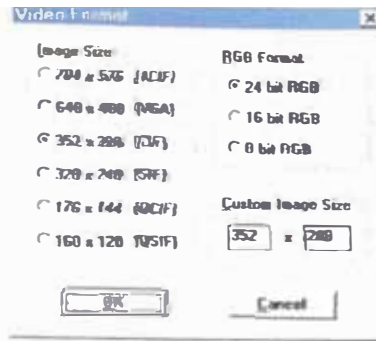 Video Format
Image Size
704 x 576 (4CIF)
640 x 480 (VGA)
352 x 288 (CIF)
320 x 240 (SIF)
176 x 144 (QCIF)
160 x 120 (QSIF)
RGB Format
24 bit RGB
16 bit RGB
8 bit RGB
Custom Image Size
352 x 288
OK
Cancel